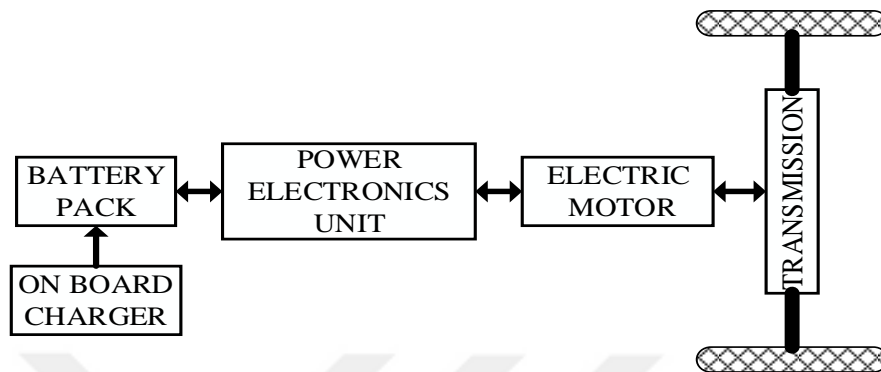 BATTERY
PACK
POWER
ELECTRONICS
UNIT
ELECTRIC
MOTOR
TRANSMISSION
ON BOARD
CHARGER